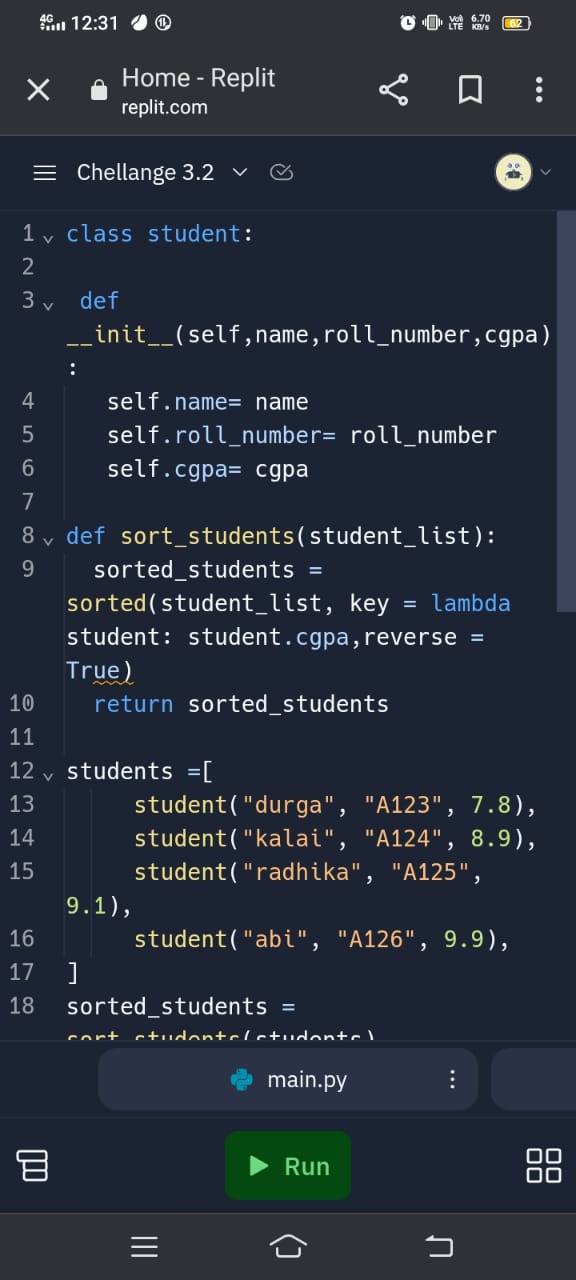 4G 12:31 VoD LTE 6.70 KB/s 62
Home - Replit
replit.com
Chellange 3.2
1 class student:
2
3 def
__init__(self,name,roll_number,cgpa)
:
4 self.name= name
5 self.roll_number= roll_number
6 self.cgpa= cgpa
7
8 def sort_students(student_list):
9 sorted_students =
sorted(student_list, key = lambda
student: student.cgpa,reverse =
True)
10 return sorted_students
11
12 students =[
13 student("durga", "A123", 7.8),
14 student("kalai", "A124", 8.9),
15 student("radhika", "A125",
9.1),
16 student("abi", "A126", 9.9),
17 ]
18 sorted_students =
sort_students(students)
main.py
Run